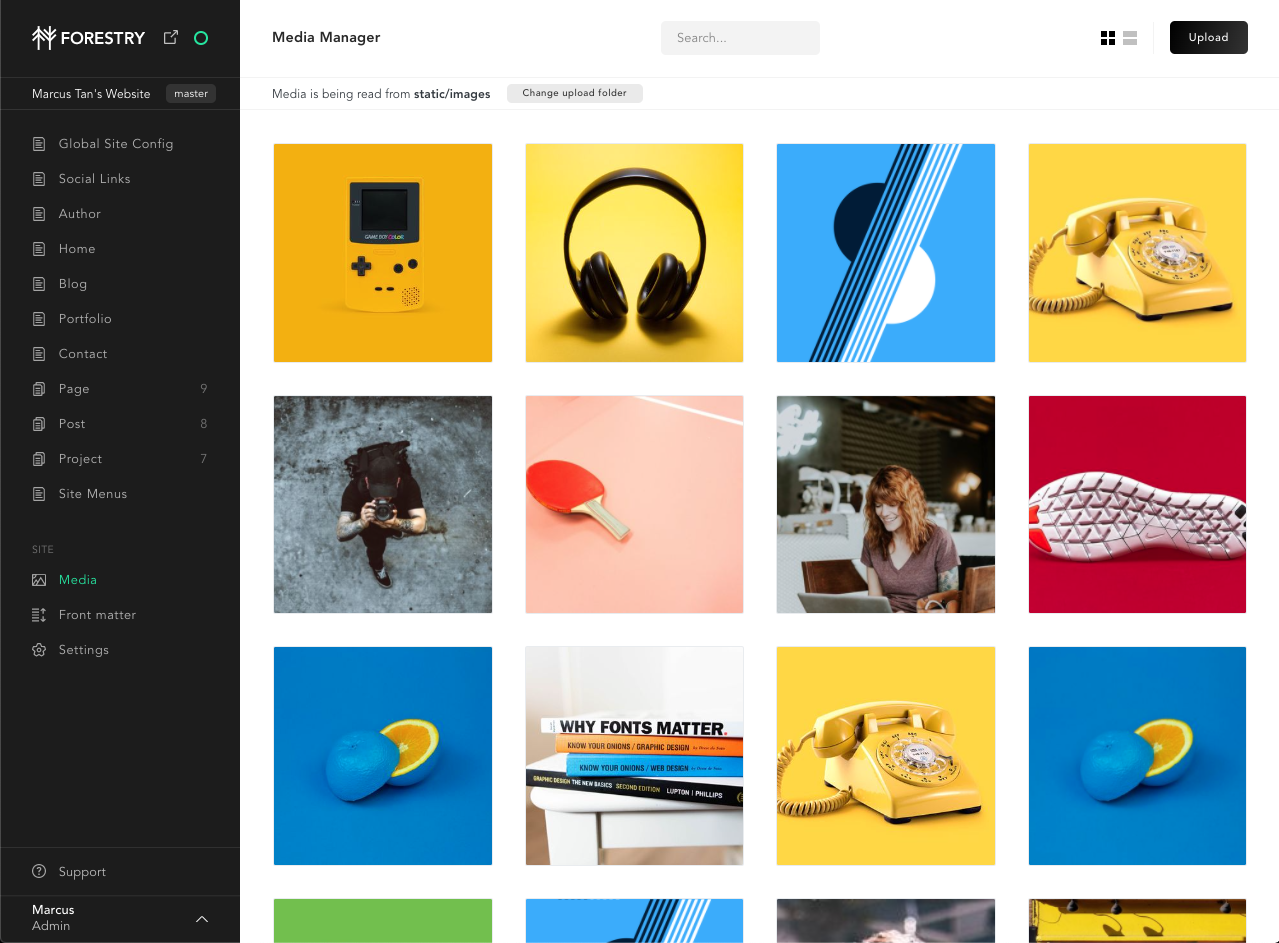 FORESTRY
Media Manager
Search...
Upload
Marcus Tan's Website
master
Media is being read from static/images
Change upload folder
Global Site Config
Social Links
Author
Home
Blog
Portfolio
Contact
Page 9
Post 8
Project 7
Site Menus
SITE
Media
Front matter
Settings
Support
Marcus
Admin
GAME BOY COLOR
WHY FONTS MATTER.
KNOW YOUR ONIONS / GRAPHIC DESIGN
KNOW YOUR ONIONS / WEB DESIGN
GRAPHIC DESIGN THE NEW BASICS SECOND EDITION LUPTON | PHILLIPS